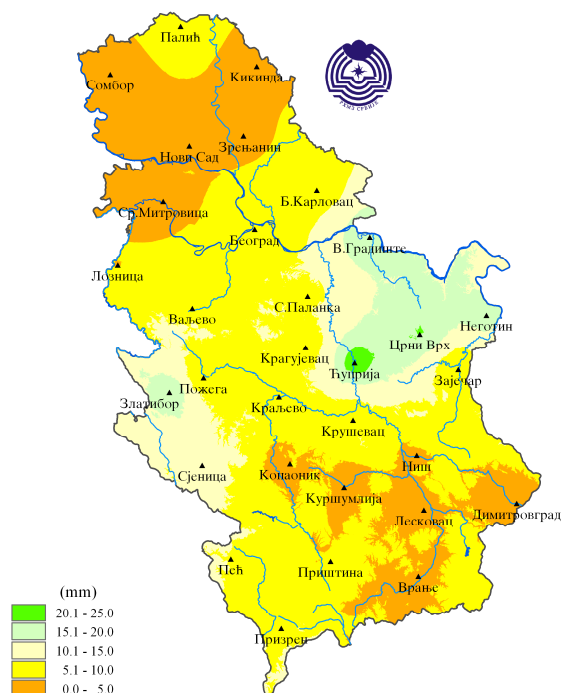 Палић
Сомбор
Кикинда
РХМЗ СРБИЈЕ
Нови Сад
Зрењанин
Ср.Митровица
Б.Карловац
Београд
В.Градиште
Лозница
С.Паланка
Ваљево
Неготин
Црни Врх
Крагујевац
Ћуприја
Зајечар
Пожега
Златибор
Краљево
Крушевац
Ниш
Копаоник
Сјеница
Куршумлија
Димитровград
Лесковац
Пећ
Приштина
Врање
Призрен
(mm)
20.1 - 25.0
15.1 - 20.0
10.1 - 15.0
5.1 - 10.0
0.0 - 5.0